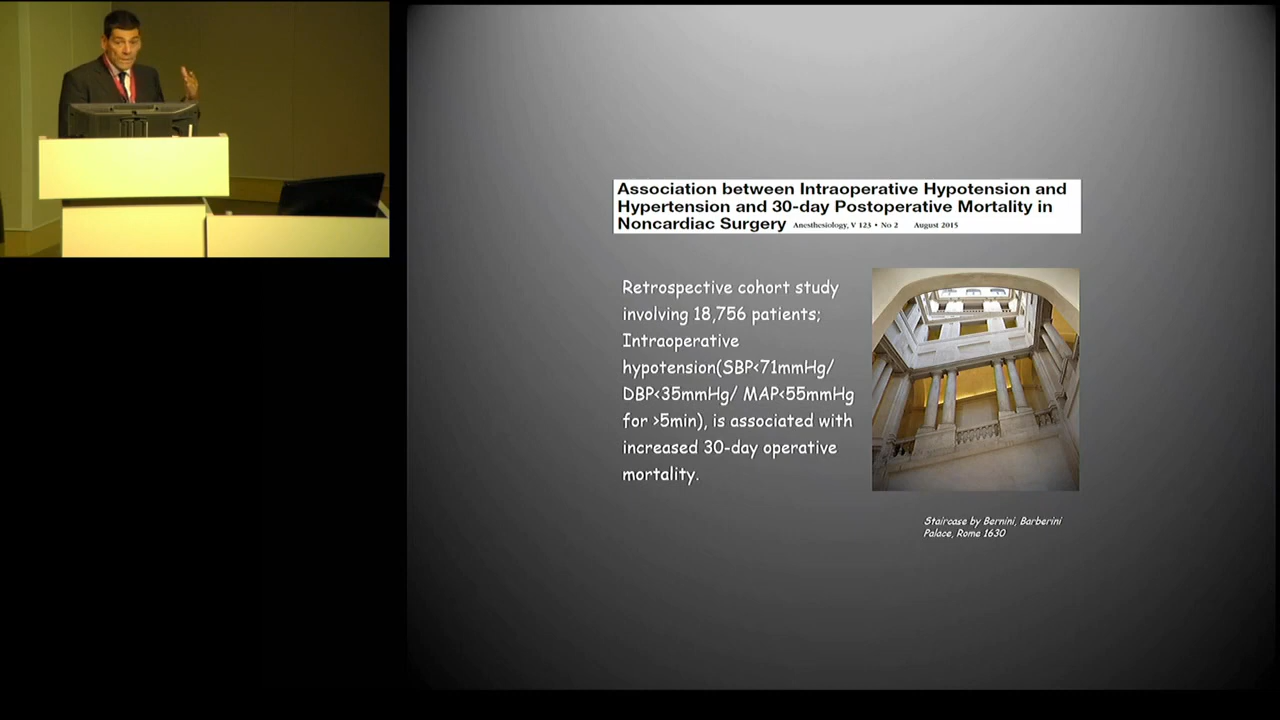 Association between Intraoperative Hypotension and
Hypertension and 30-day Postoperative Mortality in
Noncardiac Surgery Anesthesiology, V 123 • No 2 August 2015
Retrospective cohort study
involving 18,756 patients;
Intraoperative
hypotension(SBP<71mmHg/
DBP<35mmHg/ MAP<55mmHg
for >5min), is associated with
increased 30-day operative
mortality.
Staircase by Bernini, Barberini
Palace, Rome 1630